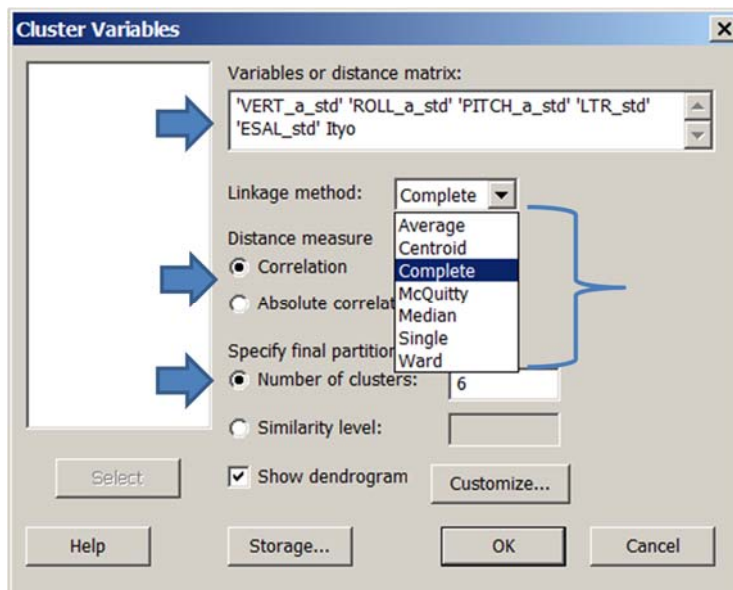 Cluster Variables
Variables or distance matrix:
'VERT_a_std' 'ROLL_a_std' 'PITCH_a_std' 'LTR_std'
'ESAL_std' Ityo
Linkage method: Complete
Average
Centroid
Complete
McQuitty
Median
Single
Ward
Distance measure
Correlation
Absolute correlat
Specify final partition
Number of clusters: 6
Similarity level:
Select
Show dendrogram Customize...
Help Storage... OK Cancel